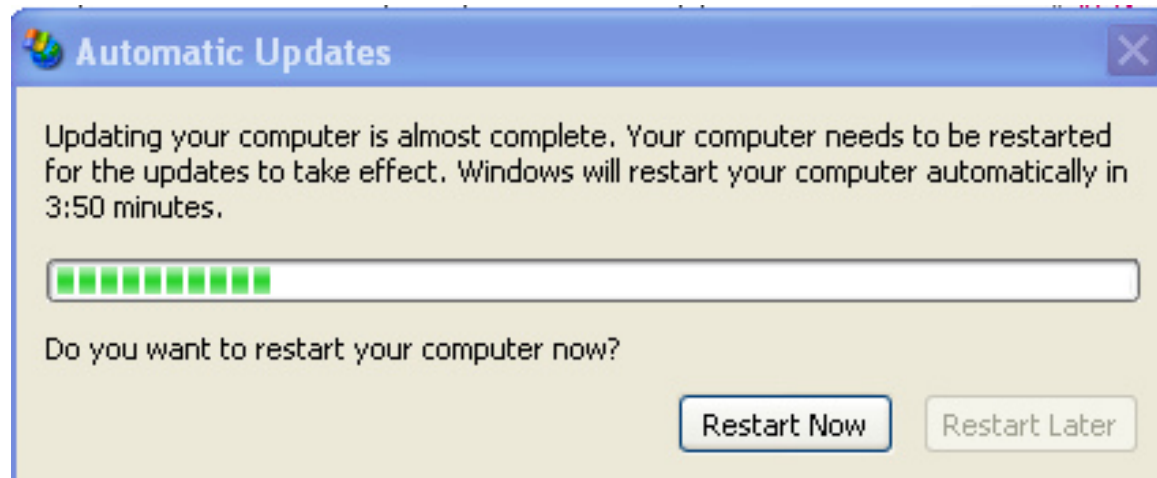 Automatic Updates
Updating your computer is almost complete. Your computer needs to be restarted
for the updates to take effect. Windows will restart your computer automatically in
3:50 minutes.
Do you want to restart your computer now?
Restart Now
Restart Later